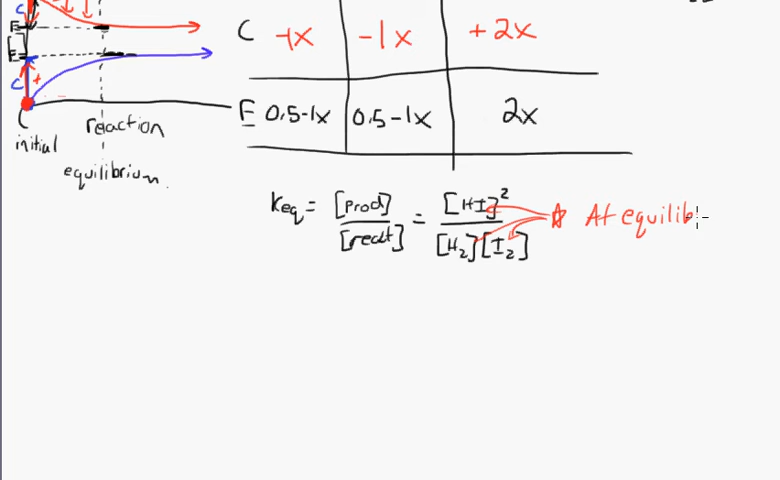 C -1x -1x +2x
E 0.5-1x 0.5-1x 2x
C
E
E
C +
initial
reaction
equilibrium
Keq = [Prod] / [react] = [HI]² / [H₂][I₂] ☆ At equilib